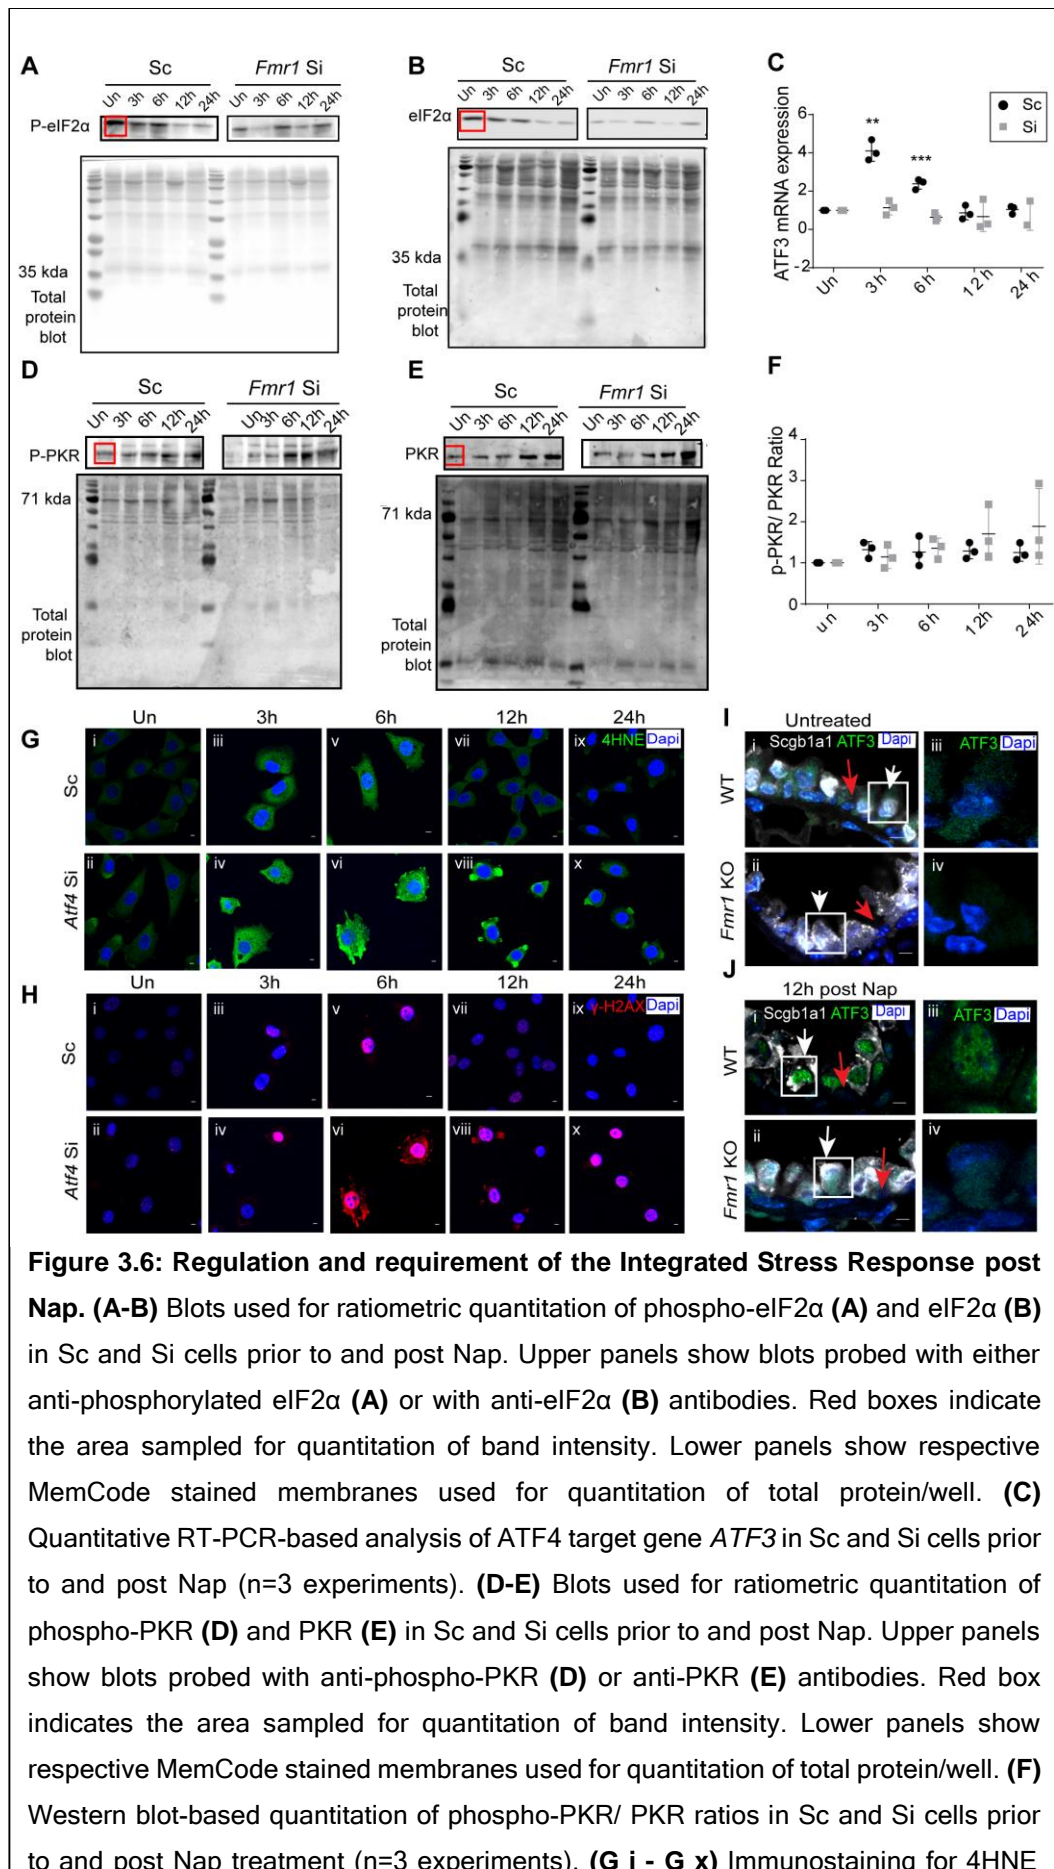 A
Sc
Fmr1 Si
Un 3h 6h 12h 24h Un 3h 6h 12h 24h
P-eIF2α
35 kda
Total
protein
blot
B
Sc
Fmr1 Si
Un 3h 6h 12h 24h Un 3h 6h 12h 24h
eIF2α
35 kda
Total
protein
blot
C
ATF3 mRNA expression
6
4
2
0
-2
** ***
Un 3h 6h 12h 24h
Sc
Si
D
Sc
Fmr1 Si
Un 3h 6h 12h 24h Un 3h 6h 12h 24h
P-PKR
71 kda
Total
protein
blot
E
Sc
Fmr1 Si
Un 3h 6h 12h 24h Un 3h 6h 12h 24h
PKR
71 kda
Total
protein
blot
F
p-PKR/ PKR Ratio
4
3
2
1
0
un 3h 6h 12h 24h
G
Un 3h 6h 12h 24h
Sc
i iii v vii ix 4HNE Dapi
Atf4 Si
ii iv vi viii x
H
Un 3h 6h 12h 24h
Sc
i iii v vii ix γ-H2AX Dapi
Atf4 Si
ii iv vi viii x
I
Untreated
WT
i Scgb1a1 ATF3 Dapi iii ATF3 Dapi
Fmr1 KO
ii iv
J
12h post Nap
WT
i Scgb1a1 ATF3 Dapi iii ATF3 Dapi
Fmr1 KO
ii iv
Figure 3.6: Regulation and requirement of the Integrated Stress Response post
Nap. (A-B) Blots used for ratiometric quantitation of phospho-eIF2α (A) and eIF2α (B)
in Sc and Si cells prior to and post Nap. Upper panels show blots probed with either
anti-phosphorylated eIF2α (A) or with anti-eIF2α (B) antibodies. Red boxes indicate
the area sampled for quantitation of band intensity. Lower panels show respective
MemCode stained membranes used for quantitation of total protein/well. (C)
Quantitative RT-PCR-based analysis of ATF4 target gene ATF3 in Sc and Si cells prior
to and post Nap (n=3 experiments). (D-E) Blots used for ratiometric quantitation of
phospho-PKR (D) and PKR (E) in Sc and Si cells prior to and post Nap. Upper panels
show blots probed with anti-phospho-PKR (D) or anti-PKR (E) antibodies. Red box
indicates the area sampled for quantitation of band intensity. Lower panels show
respective MemCode stained membranes used for quantitation of total protein/well. (F)
Western blot-based quantitation of phospho-PKR/ PKR ratios in Sc and Si cells prior
to and post Nap treatment (n=3 experiments). (G i - G x) Immunostaining for 4HNE